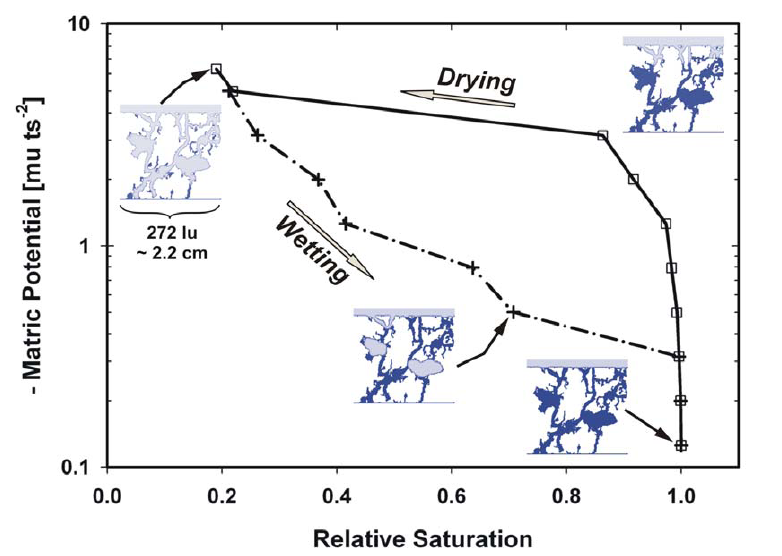 10
Drying
272 lu
~ 2.2 cm
1
Wetting
- Matric Potential [mu ts⁻²]
0.1
0.0 0.2 0.4 0.6 0.8 1.0
Relative Saturation